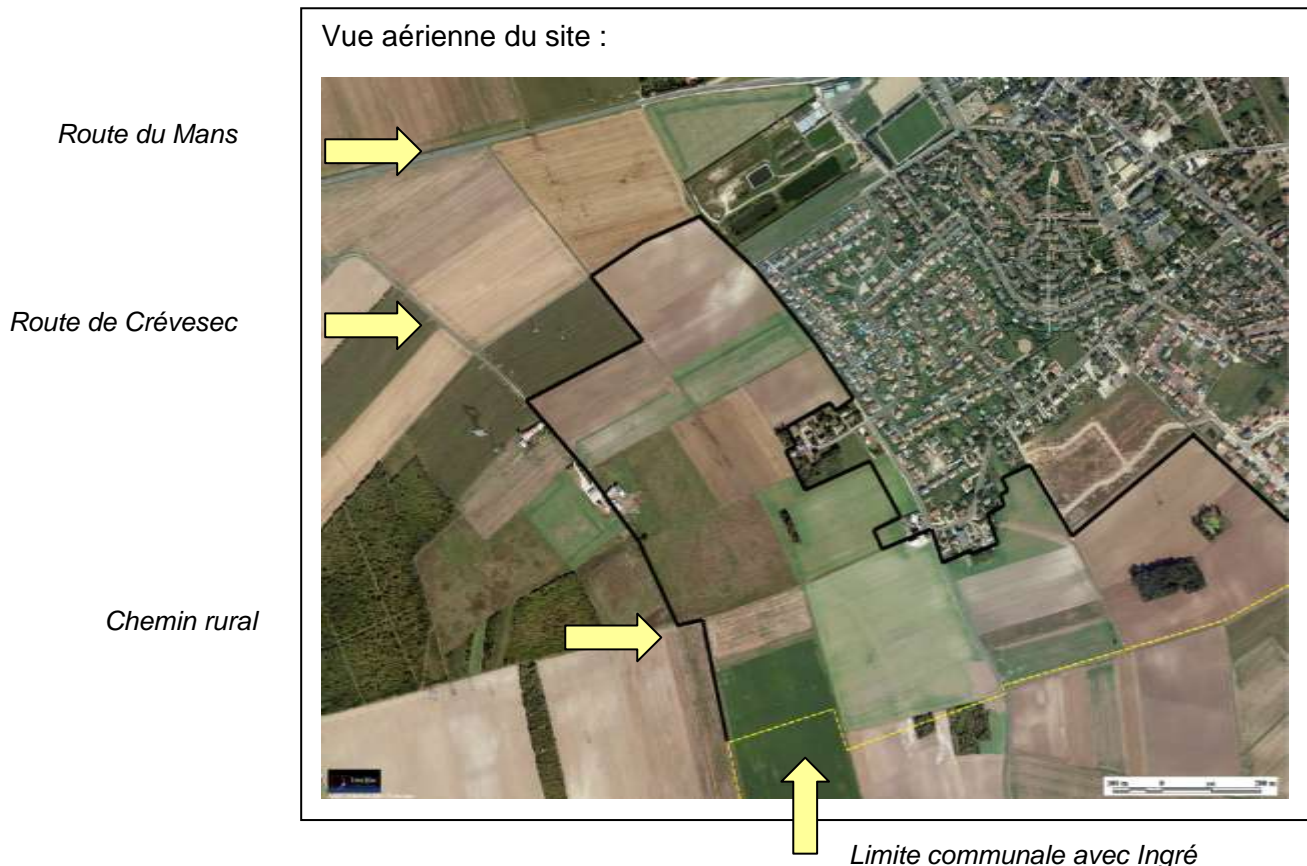 Vue aérienne du site :
Route du Mans
Route de Crévesec
Chemin rural
Limite communale avec Ingré